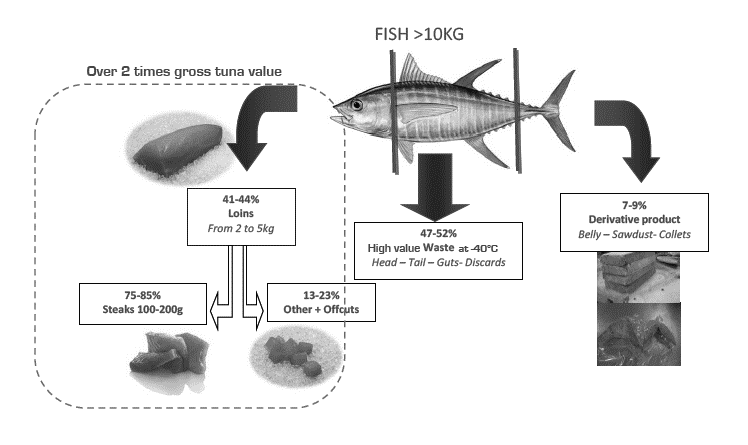 FISH >10KG
Over 2 times gross tuna value
41-44%
Loins
From 2 to 5kg
47-52%
High value Waste at -40°C
Head – Tail – Guts- Discards
7-9%
Derivative product
Belly – Sawdust- Collets
75-85%
Steaks 100-200g
13-23%
Other + Offcuts